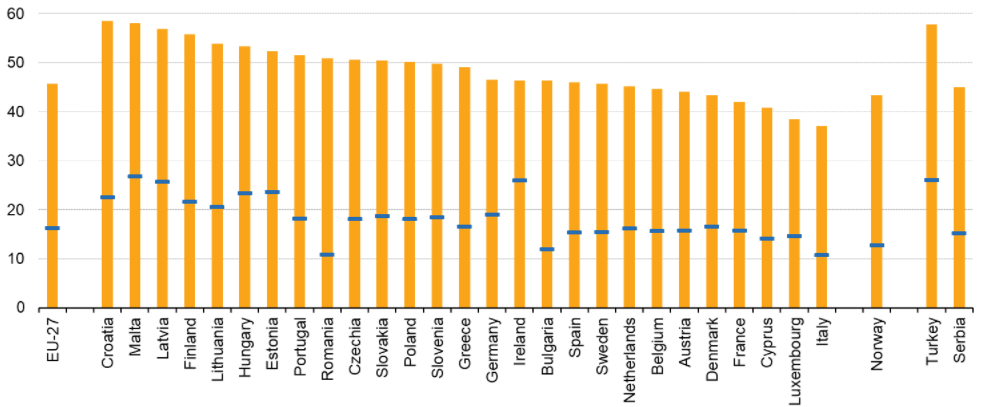 60
50
40
30
20
10
0
EU-27
Croatia
Malta
Latvia
Finland
Lithuania
Hungary
Estonia
Portugal
Romania
Czechia
Slovakia
Poland
Slovenia
Greece
Germany
Ireland
Bulgaria
Spain
Sweden
Netherlands
Belgium
Austria
Denmark
France
Cyprus
Luxembourg
Italy
Norway
Turkey
Serbia